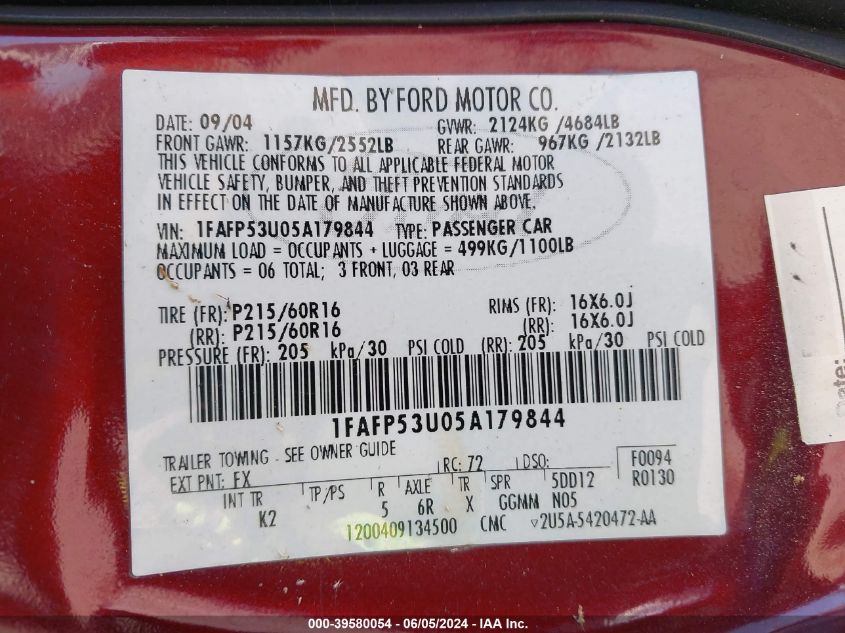 MFD. BY FORD MOTOR CO.
DATE: 09/04 GVWR: 2124KG /4684LB
FRONT GAWR: 1157KG/2552LB REAR GAWR: 967KG /2132LB
THIS VEHICLE CONFORMS TO ALL APPLICABLE FEDERAL MOTOR
VEHICLE SAFETY, BUMPER, AND THEFT PREVENTION STANDARDS
IN EFFECT ON THE DATE OF MANUFACTURE SHOWN ABOVE.
VIN: 1FAFP53U05A179844 TYPE: PASSENGER CAR
MAXIMUM LOAD = OCCUPANTS + LUGGAGE = 499KG/1100LB
OCCUPANTS = 06 TOTAL; 3 FRONT, 03 REAR
TIRE (FR): P215/60R16 RIMS (FR): 16X6.0J
(RR): P215/60R16 (RR): 16X6.0J
PRESSURE (FR): 205 kPa/30 PSI COLD (RR): 205 kPa/30 PSI COLD
1FAFP53U05A179844
TRAILER TOWING - SEE OWNER GUIDE
EXT PNT: FX RC: 72 DSO: F0094
INT TR TP/PS R AXLE TR SPR 5DD12 R0130
K2 5 6R X GGMM N05
1200409134500 CMC ▽2U5A-5420472-AA
Date:
000-39580054 - 06/05/2024 - IAA Inc.